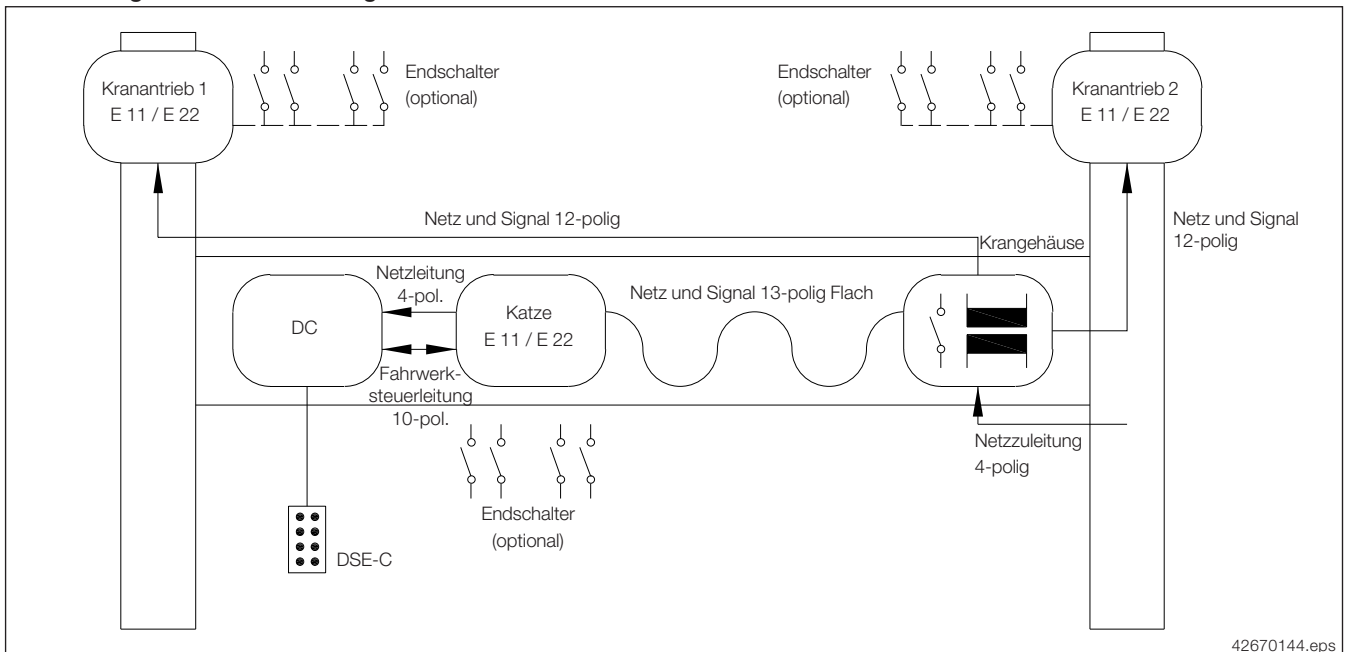 Kranantrieb 1
E 11 / E 22
Endschalter
(optional)
Endschalter
(optional)
Kranantrieb 2
E 11 / E 22
Netz und Signal 12-polig
Netz und Signal
12-polig
Krangehäuse
DC
Netzleitung
4-pol.
Katze
E 11 / E 22
Netz und Signal 13-polig Flach
Fahrwerk-
steuerleitung
10-pol.
Netzzuleitung
4-polig
Endschalter
(optional)
DSE-C
42670144.eps